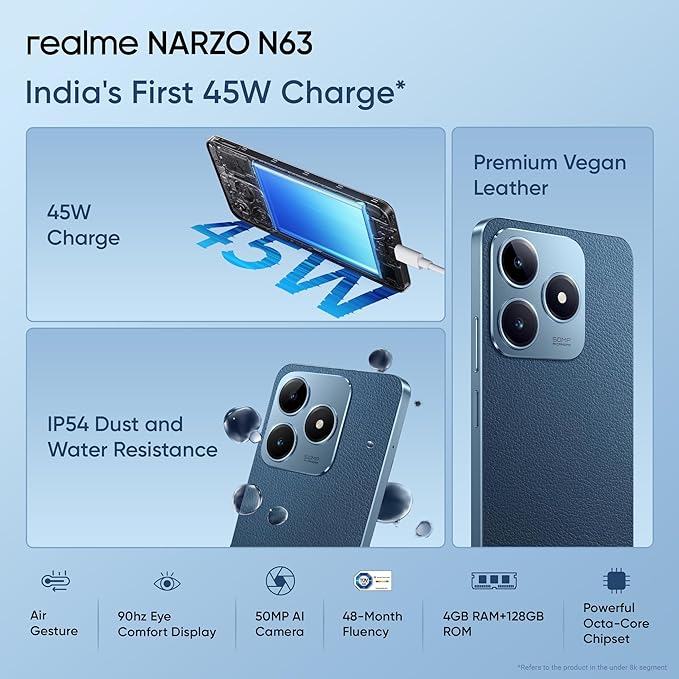 realme NARZO N63
India's First 45W Charge*
45W
Charge
45W
Premium Vegan
Leather
50MP
IP54 Dust and
Water Resistance
50MP
Air
Gesture
90hz Eye
Comfort Display
50MP AI
Camera
48-Month
Fluency
4GB RAM+128GB
ROM
Powerful
Octa-Core
Chipset
*Refere to the product in the under 8k segment